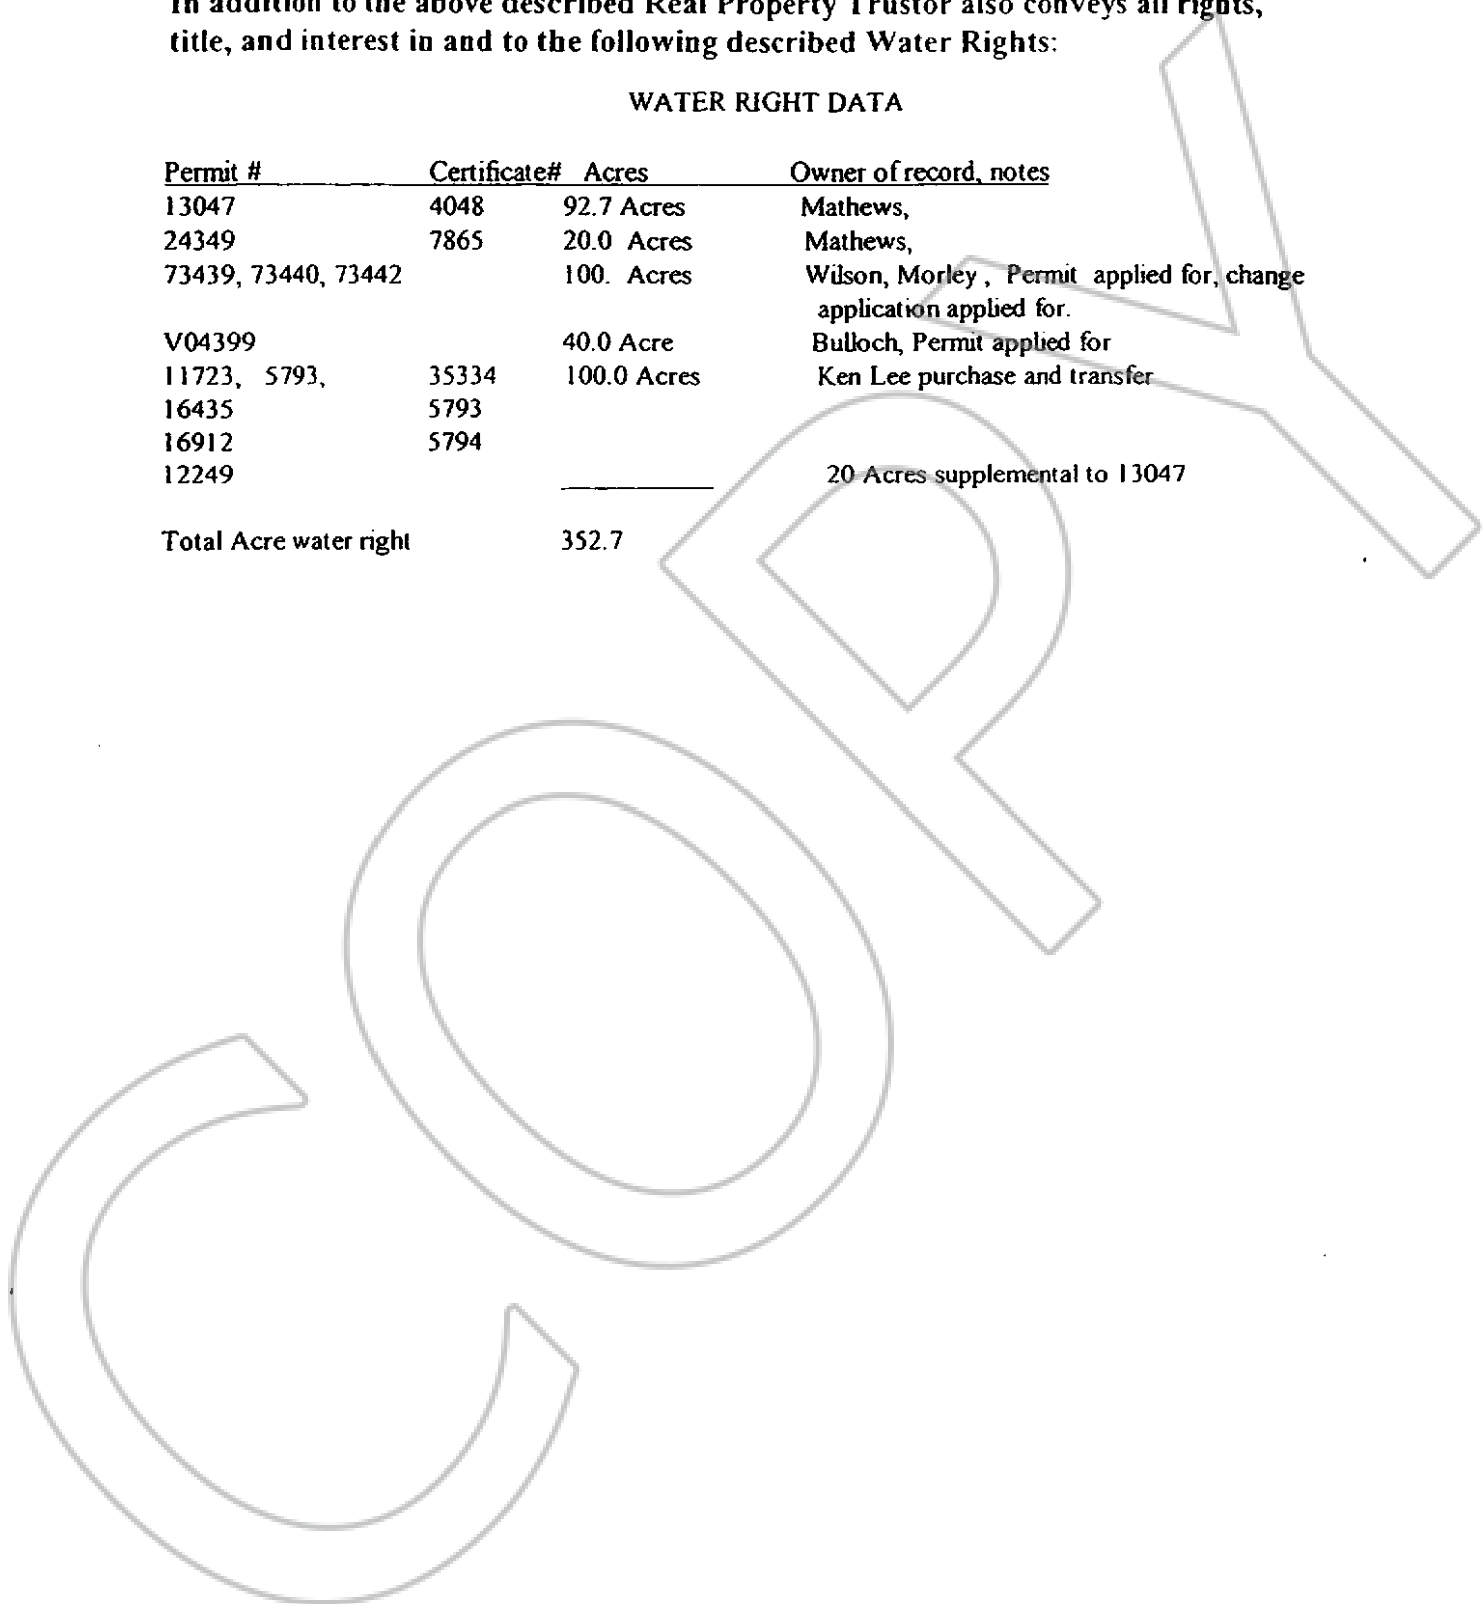 In addition to the above described Real Property Trustor also conveys all rights,
title, and interest in and to the following described Water Rights:
WATER RIGHT DATA
Permit # Certificate# Acres Owner of record, notes
13047 4048 92.7 Acres Mathews,
24349 7865 20.0 Acres Mathews,
73439, 73440, 73442 100. Acres Wilson, Morley , Permit applied for, change
application applied for.
V04399 40.0 Acre Bulloch, Permit applied for
11723, 5793, 35334 100.0 Acres Ken Lee purchase and transfer
16435 5793
16912 5794
12249 20 Acres supplemental to 13047
Total Acre water right 352.7
COPY